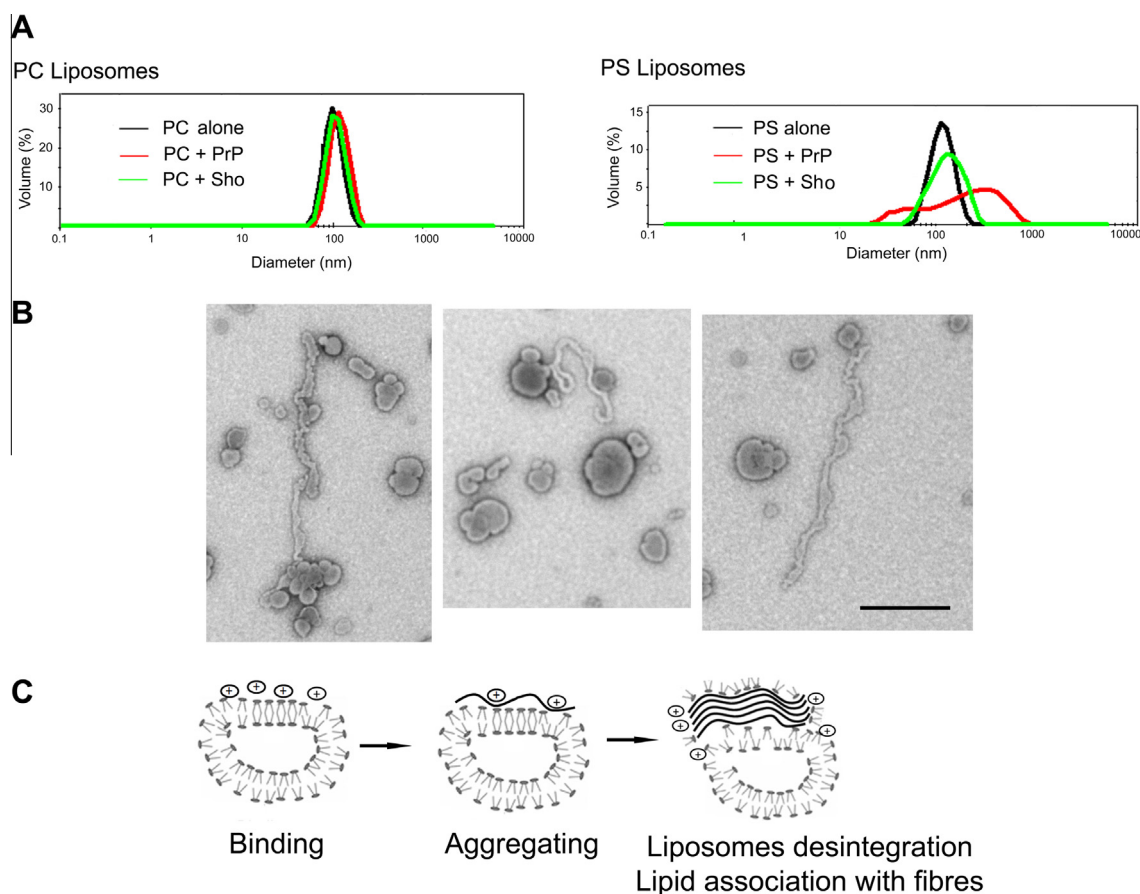 A
PC Liposomes
30
20
10
Volume (%)
PC alone
PC + PrP
PC + Sho
0.1
1
10
100
1000
10000
Diameter (nm)
PS Liposomes
15
10
5
Volume (%)
PS alone
PS + PrP
PS + Sho
0.1
1
10
100
1000
10000
Diameter (nm)
B
C
+ + + +
+ +
+ + + + +
Binding
Aggregating
Liposomes desintegration
Lipid association with fibres